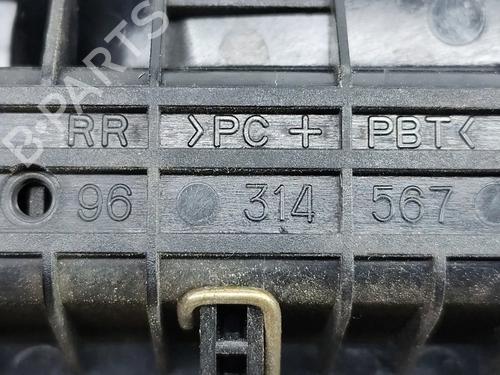 RR >PC + PBT<
96 314 567
B-PARTS